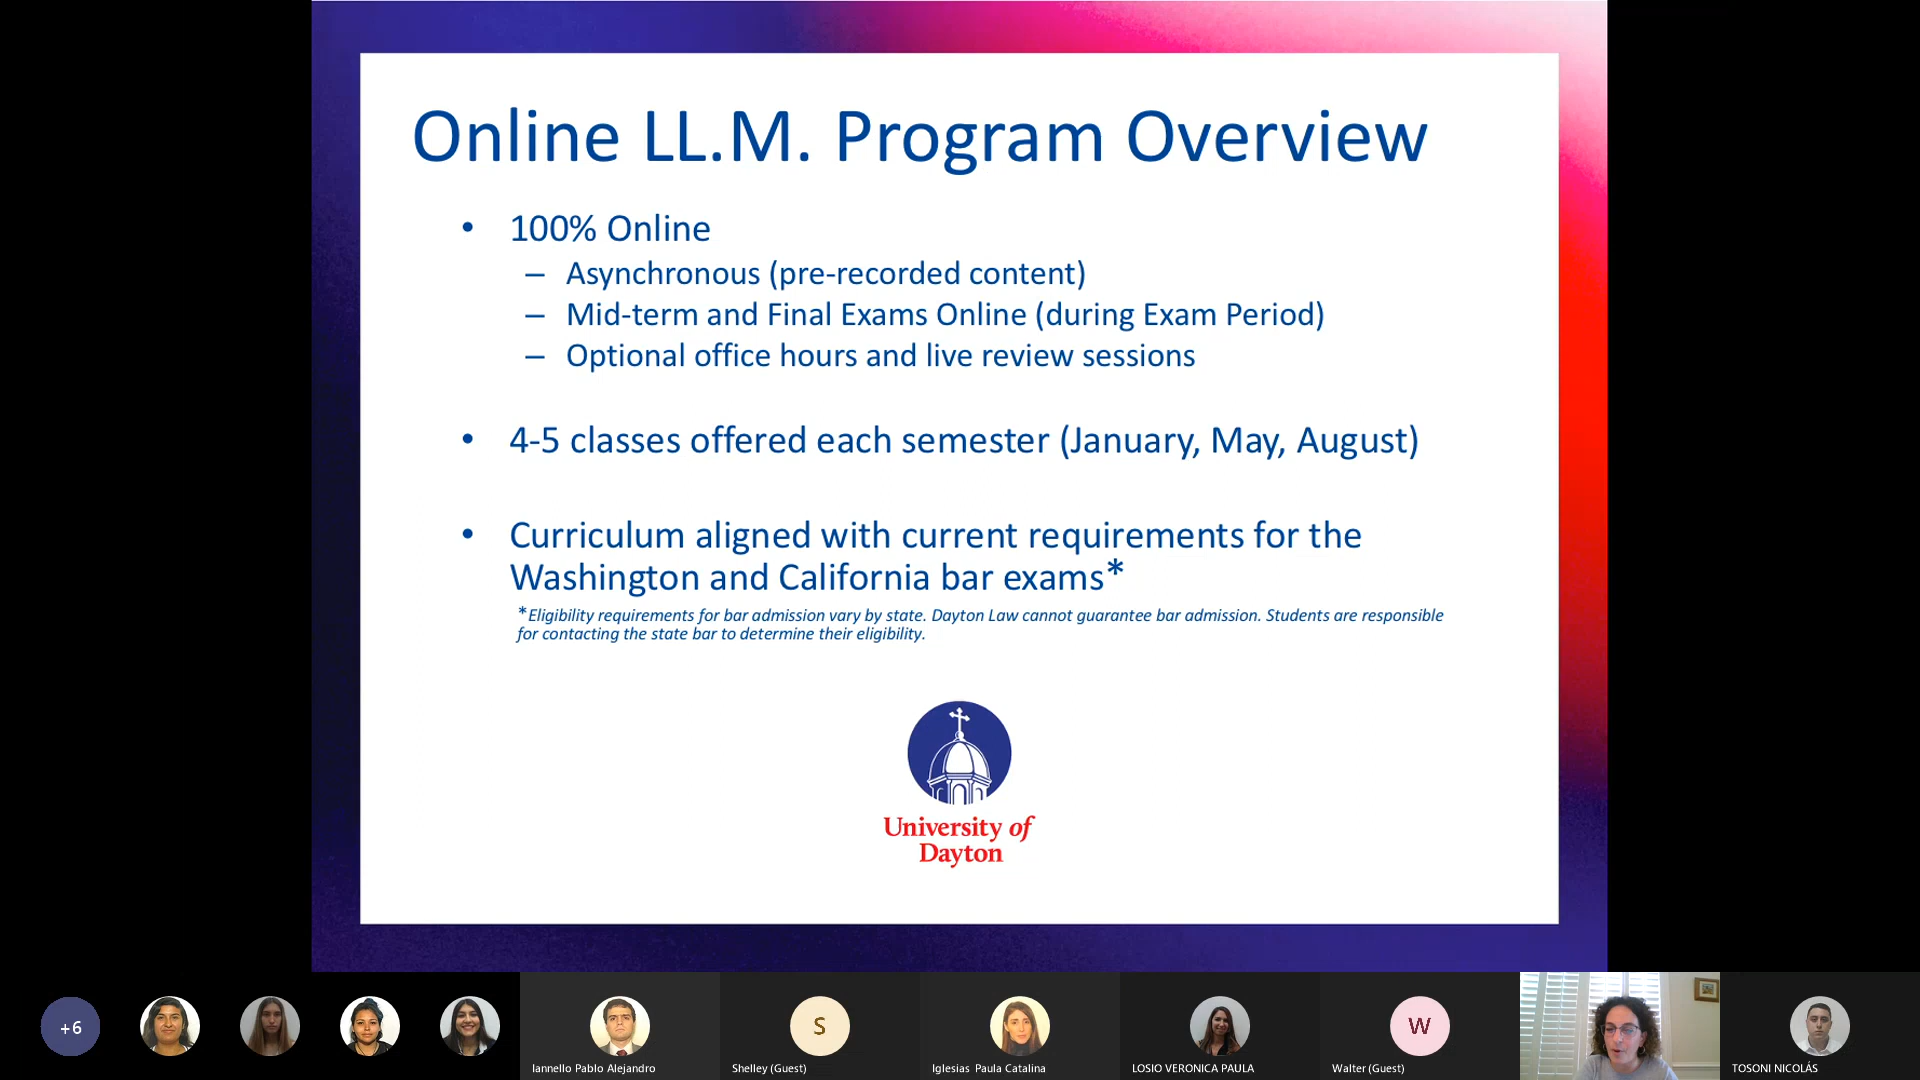 Online LL.M. Program Overview
• 100% Online
– Asynchronous (pre-recorded content)
– Mid-term and Final Exams Online (during Exam Period)
– Optional office hours and live review sessions
• 4-5 classes offered each semester (January, May, August)
• Curriculum aligned with current requirements for the
Washington and California bar exams*
*Eligibility requirements for bar admission vary by state. Dayton Law cannot guarantee bar admission. Students are responsible
for contacting the state bar to determine their eligibility.
University of
Dayton
+6
S
W
Iannello Pablo Alejandro
Shelley (Guest)
Iglesias Paula Catalina
LOSIO VERONICA PAULA
Walter (Guest)
TOSONI NICOLÁS